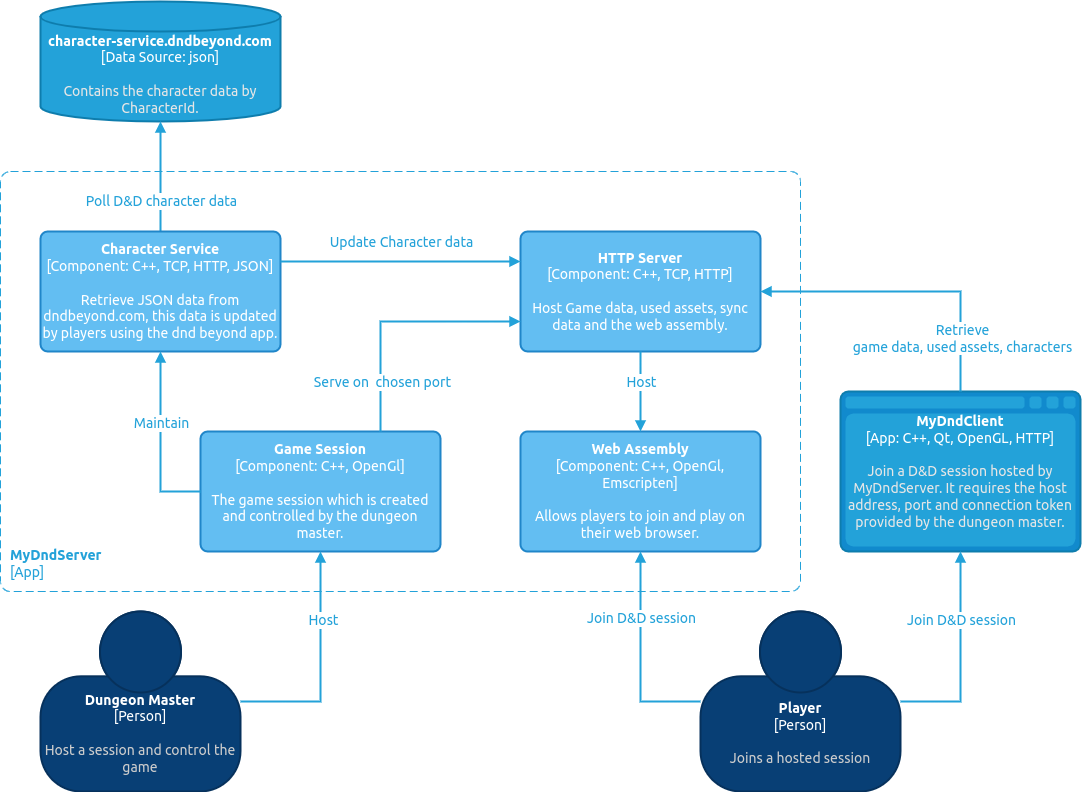 character-service.dndbeyond.com
[Data Source: json]
Contains the character data by
CharacterId.
Poll D&D character data
Character Service
[Component: C++, TCP, HTTP, JSON]
Retrieve JSON data from
dndbeyond.com, this data is updated
by players using the dnd beyond app.
Update Character data
HTTP Server
[Component: C++, TCP, HTTP]
Host Game data, used assets, sync
data and the web assembly.
Retrieve
game data, used assets, characters
Serve on  chosen port
Host
Maintain
Game Session
[Component: C++, OpenGl]
The game session which is created
and controlled by the dungeon
master.
Web Assembly
[Component: C++, OpenGl,
Emscripten]
Allows players to join and play on
their web browser.
MyDndClient
[App: C++, Qt, OpenGL, HTTP]
Join a D&D session hosted by
MyDndServer. It requires the host
address, port and connection token
provided by the dungeon master.
MyDndServer
[App]
Host
Join D&D session
Join D&D session
Dungeon Master
[Person]
Host a session and control the
game
Player
[Person]
Joins a hosted session